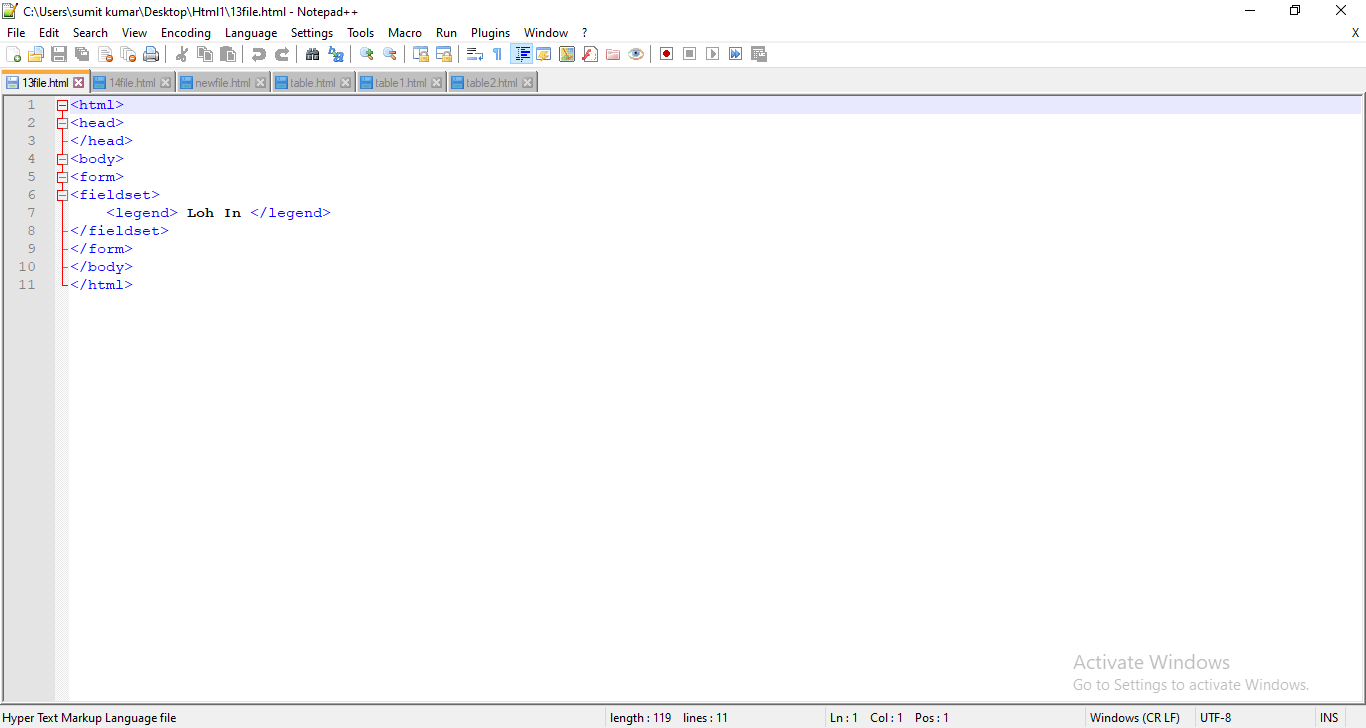 C:\Users\sumit kumar\Desktop\Html1\13file.html - Notepad++
File Edit Search View Encoding Language Settings Tools Macro Run Plugins Window ? X
13file.html 14file.html newfile.html table.html table1.html table2.html
1 <html>
2 <head>
3 </head>
4 <body>
5 <form>
6 <fieldset>
7 <legend> Loh In </legend>
8 </fieldset>
9 </form>
10 </body>
11 </html>
Activate Windows
Go to Settings to activate Windows.
Hyper Text Markup Language file length : 119 lines : 11 Ln : 1 Col : 1 Pos : 1 Windows (CR LF) UTF-8 INS